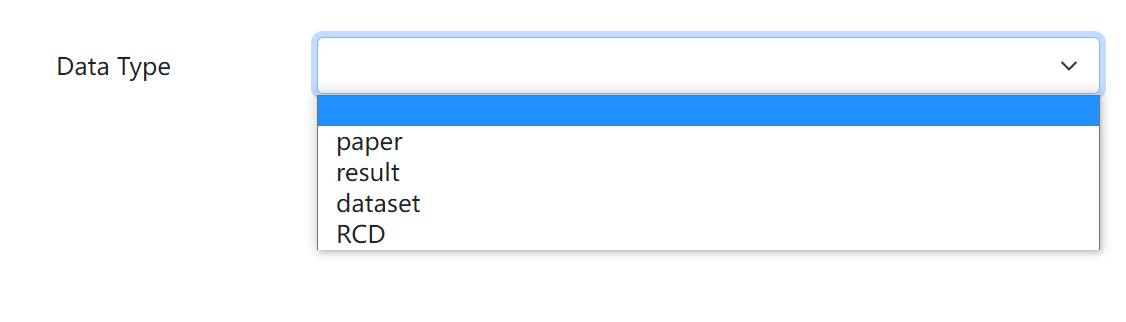 Data Type
paper
result
dataset
RCD